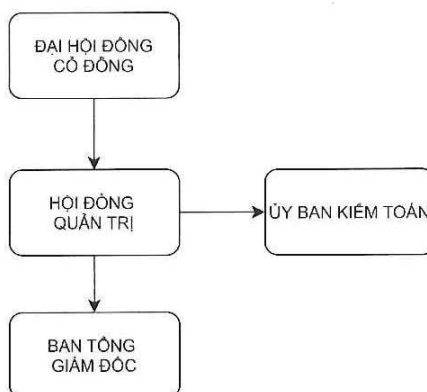 ĐẠI HỘI ĐỒNG
CỔ ĐÔNG
HỘI ĐỒNG
QUẢN TRỊ
ỦY BAN KIỂM TOÁN
BAN TỔNG
GIÁM ĐỐC